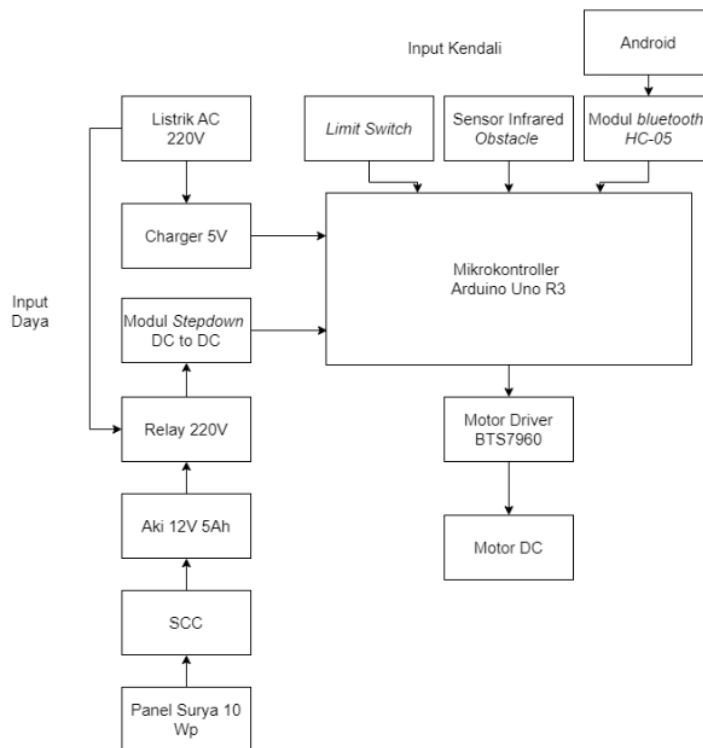 Input Kendali
Android
Listrik AC
220V
Limit Switch
Sensor Infrared
Obstacle
Modul bluetooth
HC-05
Charger 5V
Mikrokontroller
Arduino Uno R3
Input
Daya
Modul Stepdown
DC to DC
Relay 220V
Motor Driver
BTS7960
Aki 12V 5Ah
Motor DC
SCC
Panel Surya 10
Wp